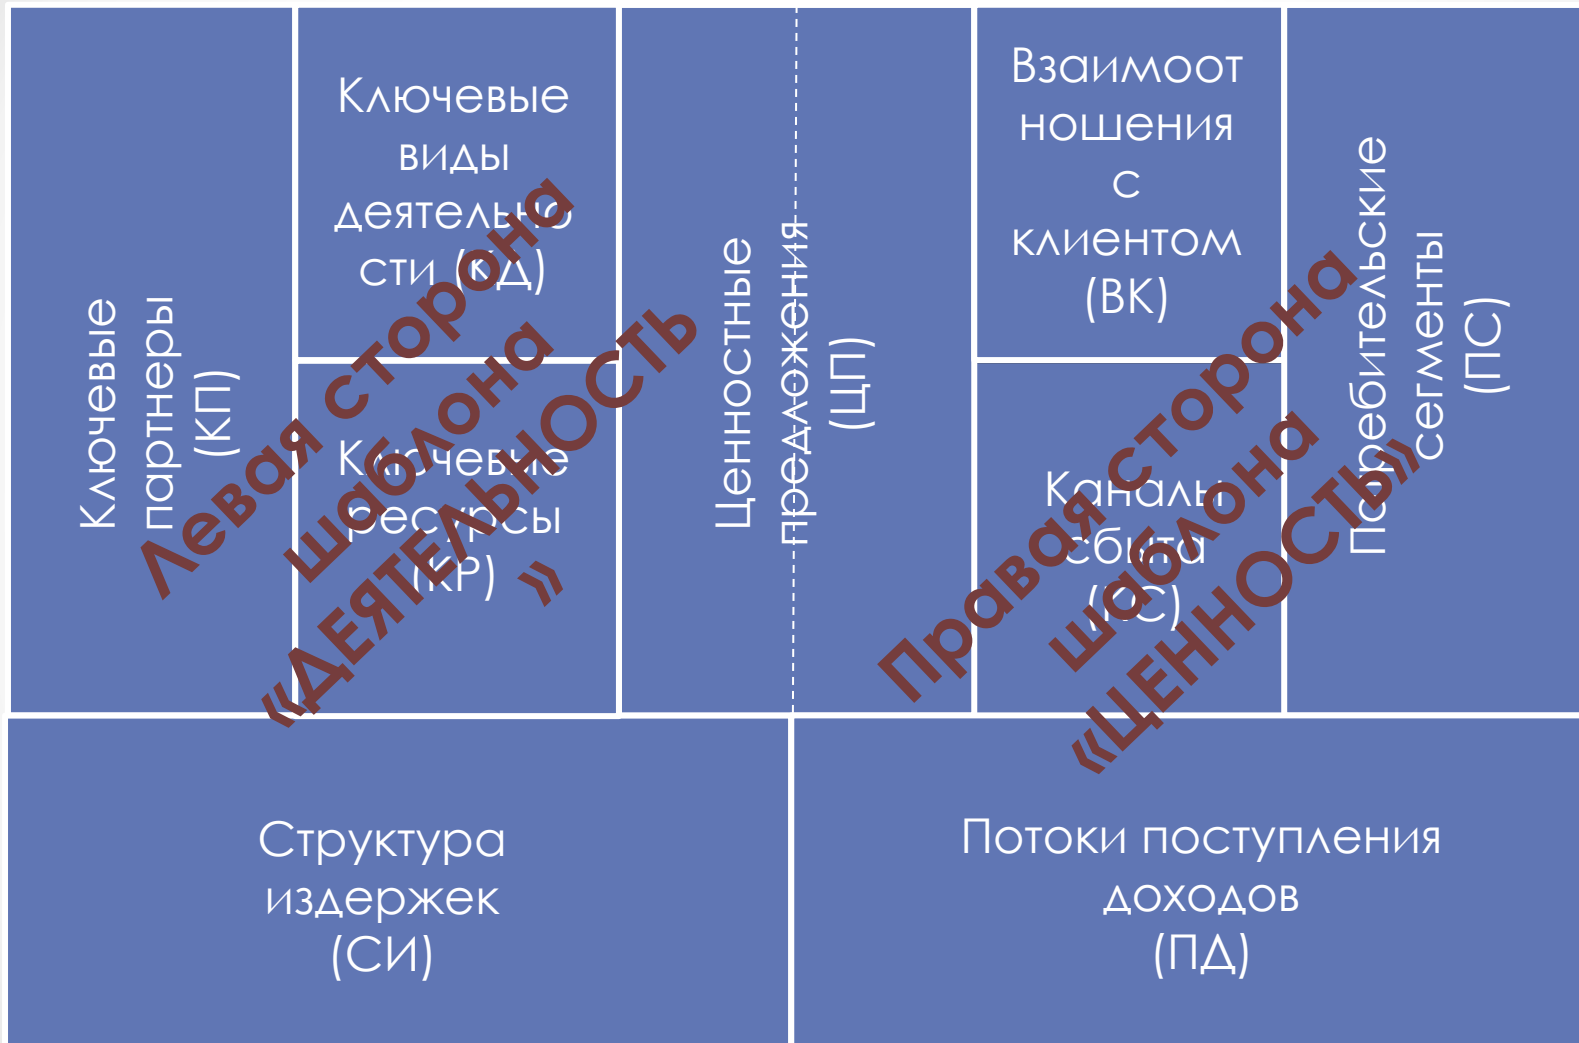 Ключевые
партнеры
(КП)
Ключевые
виды
деятельно
сти (КД)
Ключевые
ресурсы
(КР)
Ценностные
предложения
(ЦП)
Взаимоот
ношения
с
клиентом
(ВК)
Каналы
сбыта
(КС)
Потребительские
сегменты
(ПС)
Структура
издержек
(СИ)
Потоки поступления
доходов
(ПД)
Левая сторона
шаблона
«ДЕЯТЕЛЬНОСТЬ
»
Правая сторона
шаблона
«ЦЕННОСТЬ»